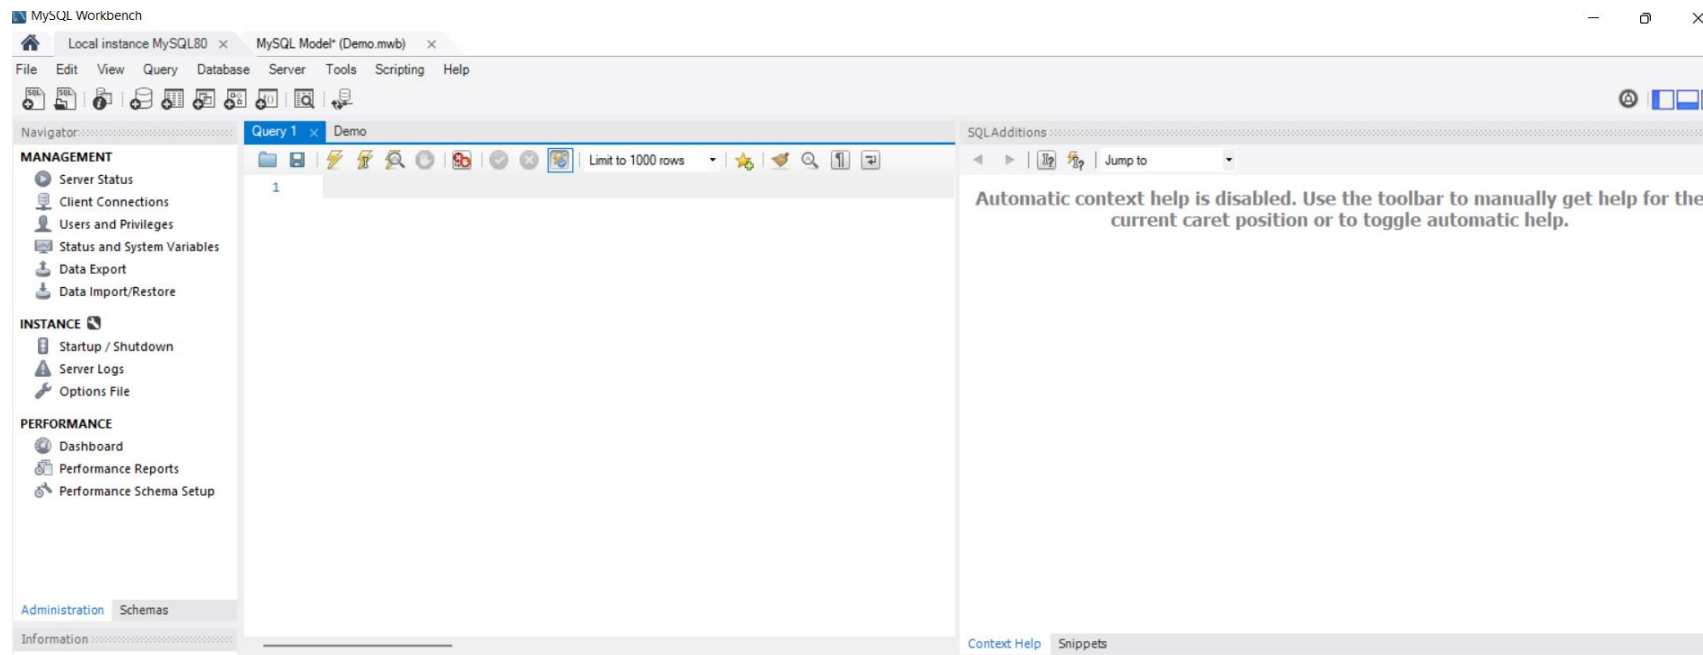 MySQL Workbench
Local instance MySQL80
MySQL Model* (Demo.mwb)
File Edit View Query Database Server Tools Scripting Help
Navigator
MANAGEMENT
Server Status
Client Connections
Users and Privileges
Status and System Variables
Data Export
Data Import/Restore
INSTANCE
Startup / Shutdown
Server Logs
Options File
PERFORMANCE
Dashboard
Performance Reports
Performance Schema Setup
Administration Schemas
Information
Query 1 Demo
Limit to 1000 rows
1
SQLAdditions
Jump to
Automatic context help is disabled. Use the toolbar to manually get help for the
current caret position or to toggle automatic help.
Context Help Snippets